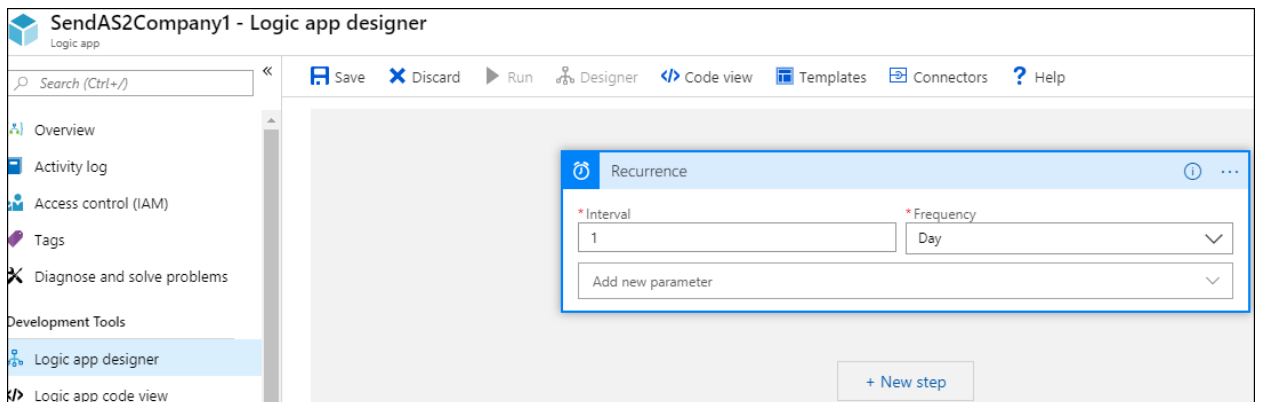 SendAS2Company1 - Logic app designer
Logic app
Search (Ctrl+/)
«
Save Discard Run Designer </> Code view Templates Connectors ? Help
Overview
Activity log
Access control (IAM)
Tags
Diagnose and solve problems
Development Tools
Logic app designer
</> Logic app code view
Recurrence
* Interval * Frequency
1 Day
Add new parameter
+ New step